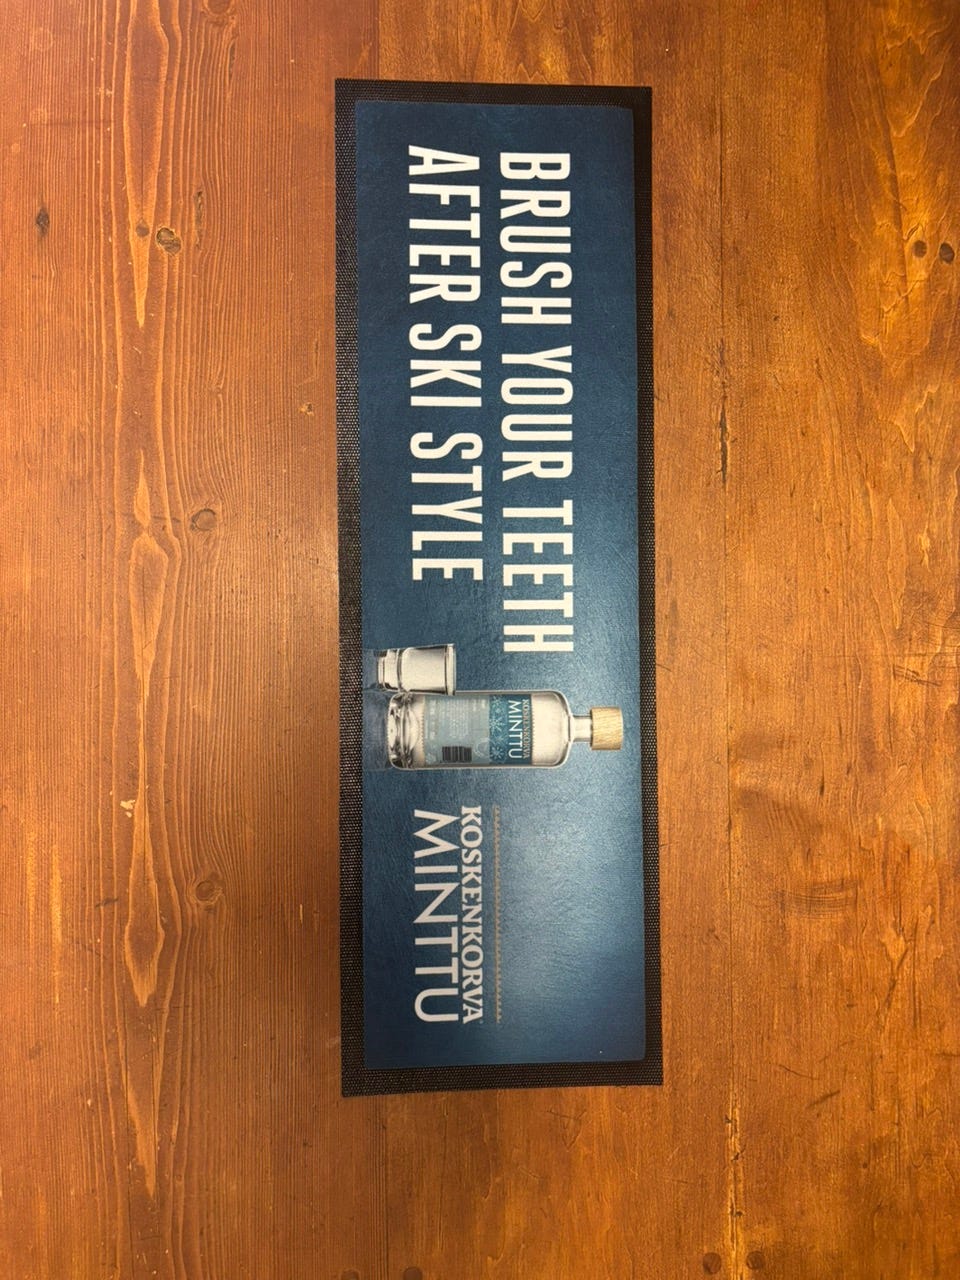 BRUSH YOUR TEETH
AFTER SKI STYLE
KOSKENKORVA
MINTTU
KOSKENKORVA
MINTTU